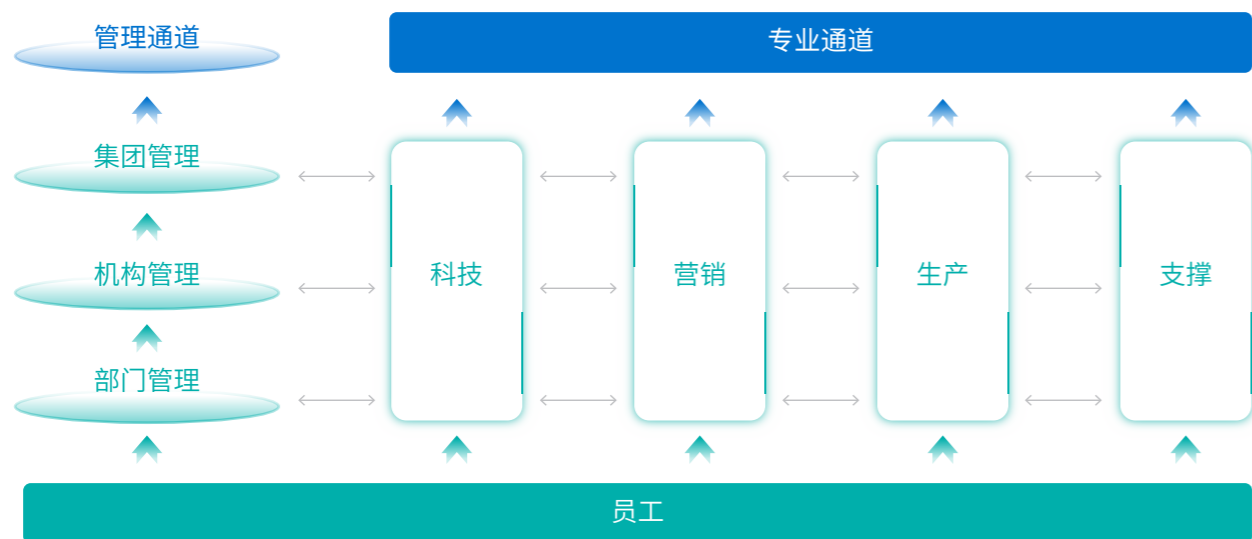 管理通道
专业通道
集团管理
机构管理
部门管理
科技
营销
生产
支撑
员工